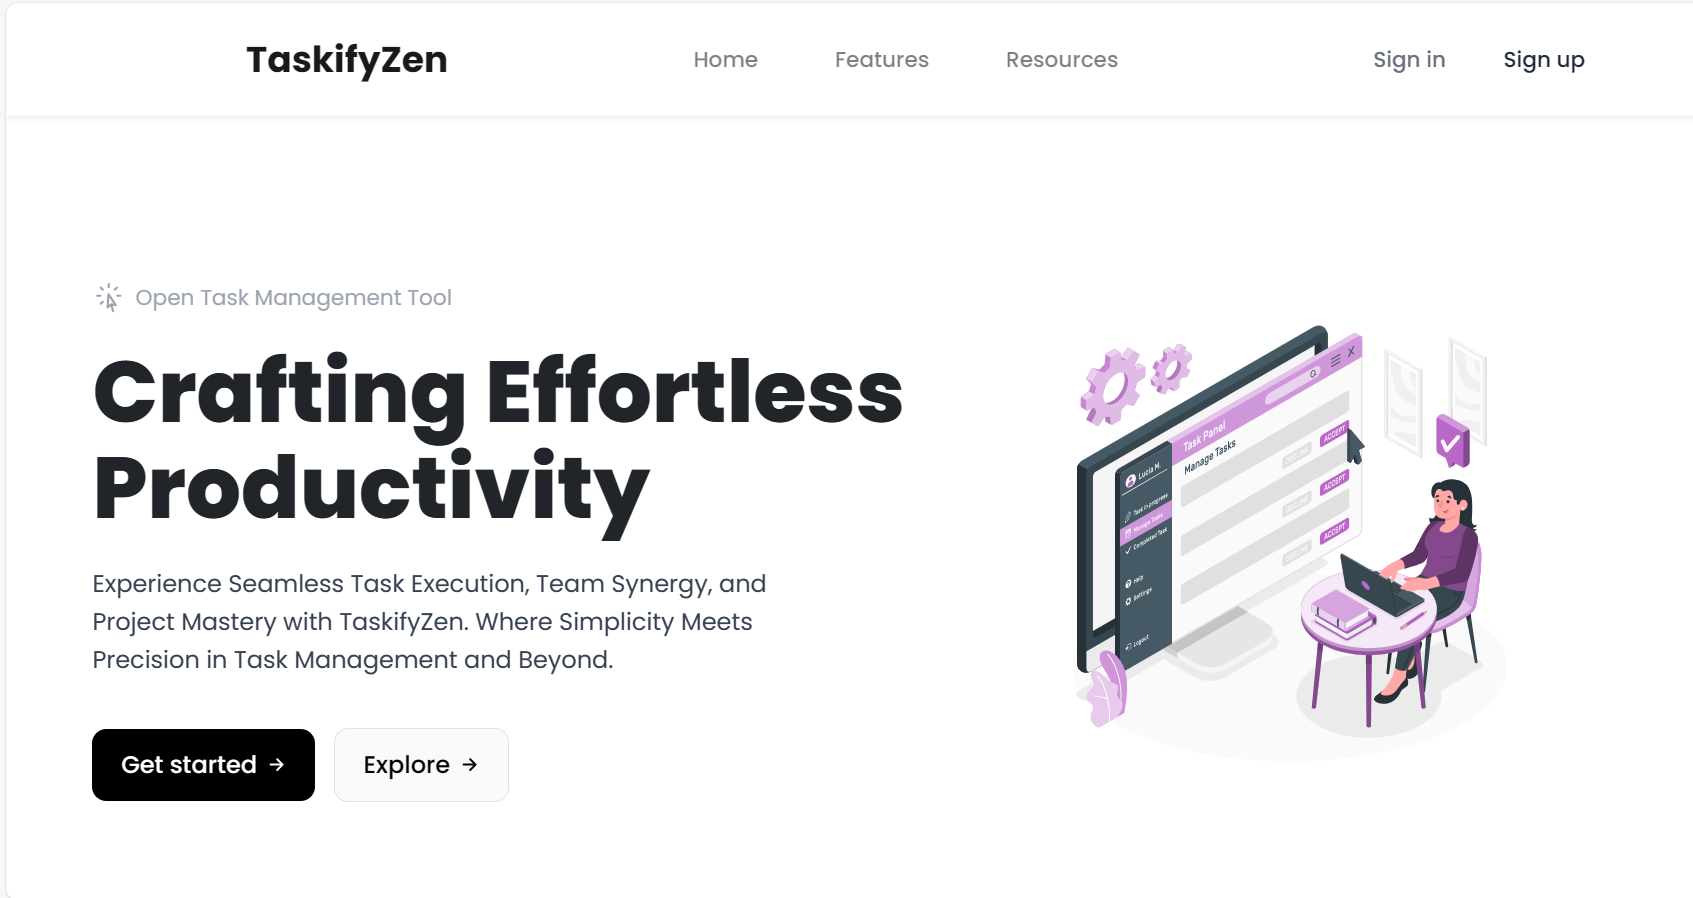 TaskifyZen
Home
Features
Resources
Sign in
Sign up
Open Task Management Tool
Crafting Effortless
Productivity
Experience Seamless Task Execution, Team Synergy, and
Project Mastery with TaskifyZen. Where Simplicity Meets
Precision in Task Management and Beyond.
Get started →
Explore →
Task Panel
Manage Tasks
Lucia M.
Task in progress
Manage Tasks
Completed Task
Help
Settings
Logout
DECLINE
ACCEPT
DECLINE
ACCEPT
DECLINE
ACCEPT